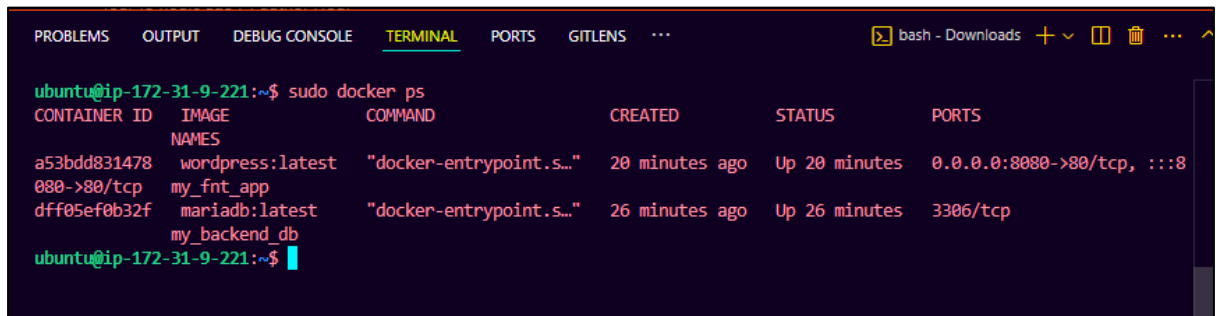 PROBLEMS OUTPUT DEBUG CONSOLE TERMINAL PORTS GITLENS ... bash - Downloads
ubuntu@ip-172-31-9-221:~$ sudo docker ps
CONTAINER ID IMAGE COMMAND CREATED STATUS PORTS
NAMES
a53bdd831478 wordpress:latest "docker-entrypoint.s…" 20 minutes ago Up 20 minutes 0.0.0.0:8080->80/tcp, :::8
080->80/tcp my_fnt_app
dff05ef0b32f mariadb:latest "docker-entrypoint.s…" 26 minutes ago Up 26 minutes 3306/tcp
my_backend_db
ubuntu@ip-172-31-9-221:~$